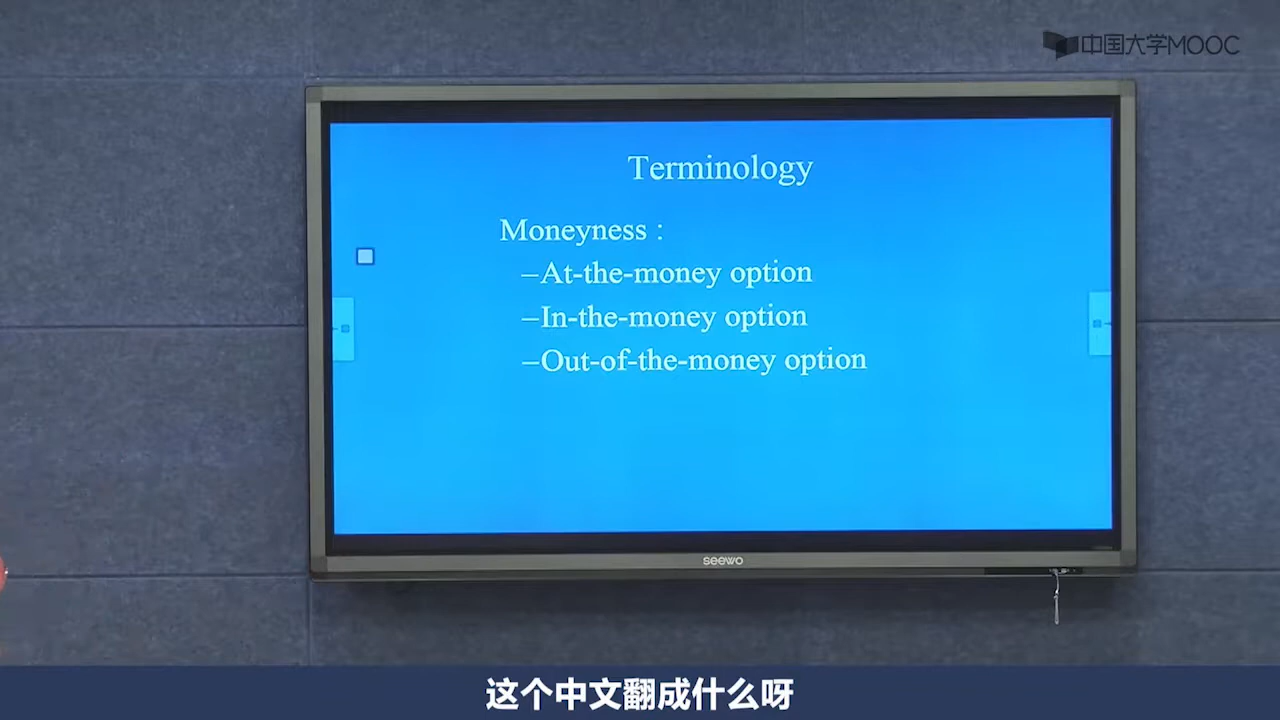 中国大学MOOC
Terminology
Moneyness :
–At-the-money option
–In-the-money option
–Out-of-the-money option
seewo
这个中文翻成什么呀